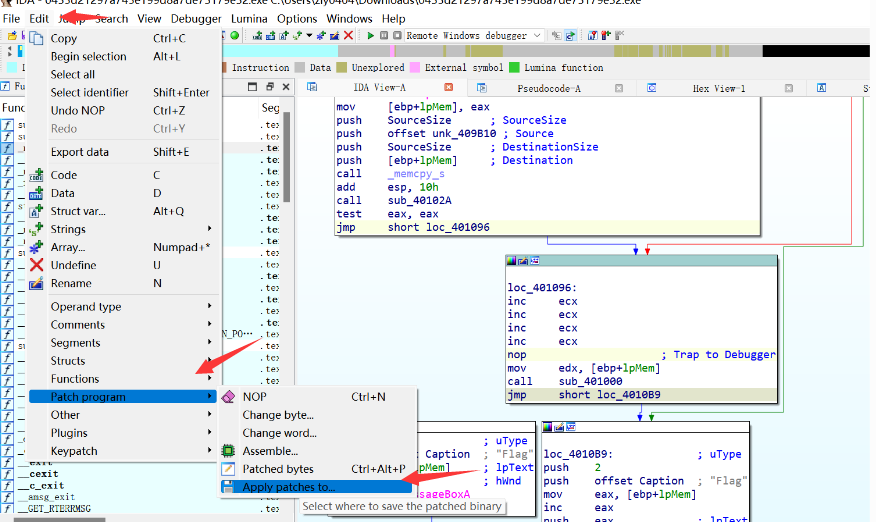 IDA - 0433d21297a743e199d8a7de75179e32.exe C:\Users\zly0404\Downloads\0433d21297a743e199d8a7de75179e32.exe
File Edit Jump Search View Debugger Lumina Options Windows Help
Remote Windows debugger
Instruction Data Unexplored External symbol Lumina function
IDA View-A Pseudocode-A Hex View-1
Copy Ctrl+C
Begin selection Alt+L
Select all
Select identifier Shift+Enter
Undo NOP Ctrl+Z
Redo Ctrl+Y
Export data Shift+E
Code C
Data D
Struct var... Alt+Q
Strings
Array... Numpad+*
Undefine U
Rename N
Operand type
Comments
Segments
Structs
Functions
Patch program
Other
Plugins
Keypatch
__exit
_cexit
__c_exit
_amsg_exit
__GET_RTERRMSG
Seg
NOP Ctrl+N
Change byte...
Change word...
Assemble...
Patched bytes Ctrl+Alt+P
Apply patches to...
Select where to save the patched binary
mov [ebp+lpMem], eax
push SourceSize ; SourceSize
push offset unk_409B10 ; Source
push SourceSize ; DestinationSize
push [ebp+lpMem] ; Destination
call _memcpy_s
add esp, 10h
call sub_40102A
test eax, eax
jmp short loc_401096
loc_401096:
inc ecx
inc ecx
inc ecx
inc ecx
nop ; Trap to Debugger
mov edx, [ebp+lpMem]
call sub_401000
jmp short loc_4010B9
; uType
Caption ; "Flag"
pMem] ; lpText
; hWnd
sageBoxA
loc_4010B9: ; uType
push 2
push offset Caption ; "Flag"
mov eax, [ebp+lpMem]
inc eax
push eax ; lpText